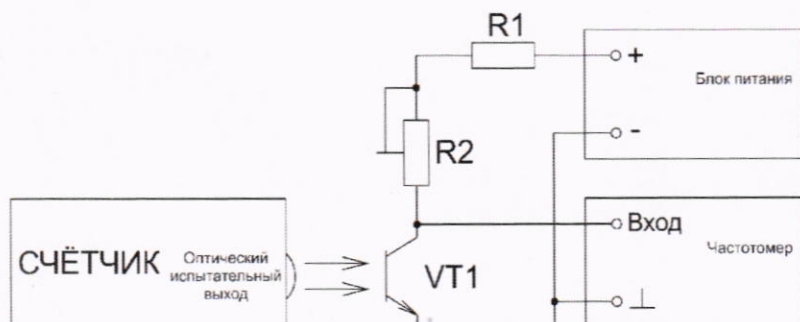 R1
+
Блок питания
-
R2
СЧЁТЧИК
Оптический
испытательный
выход
VT1
Вход
Частотомер